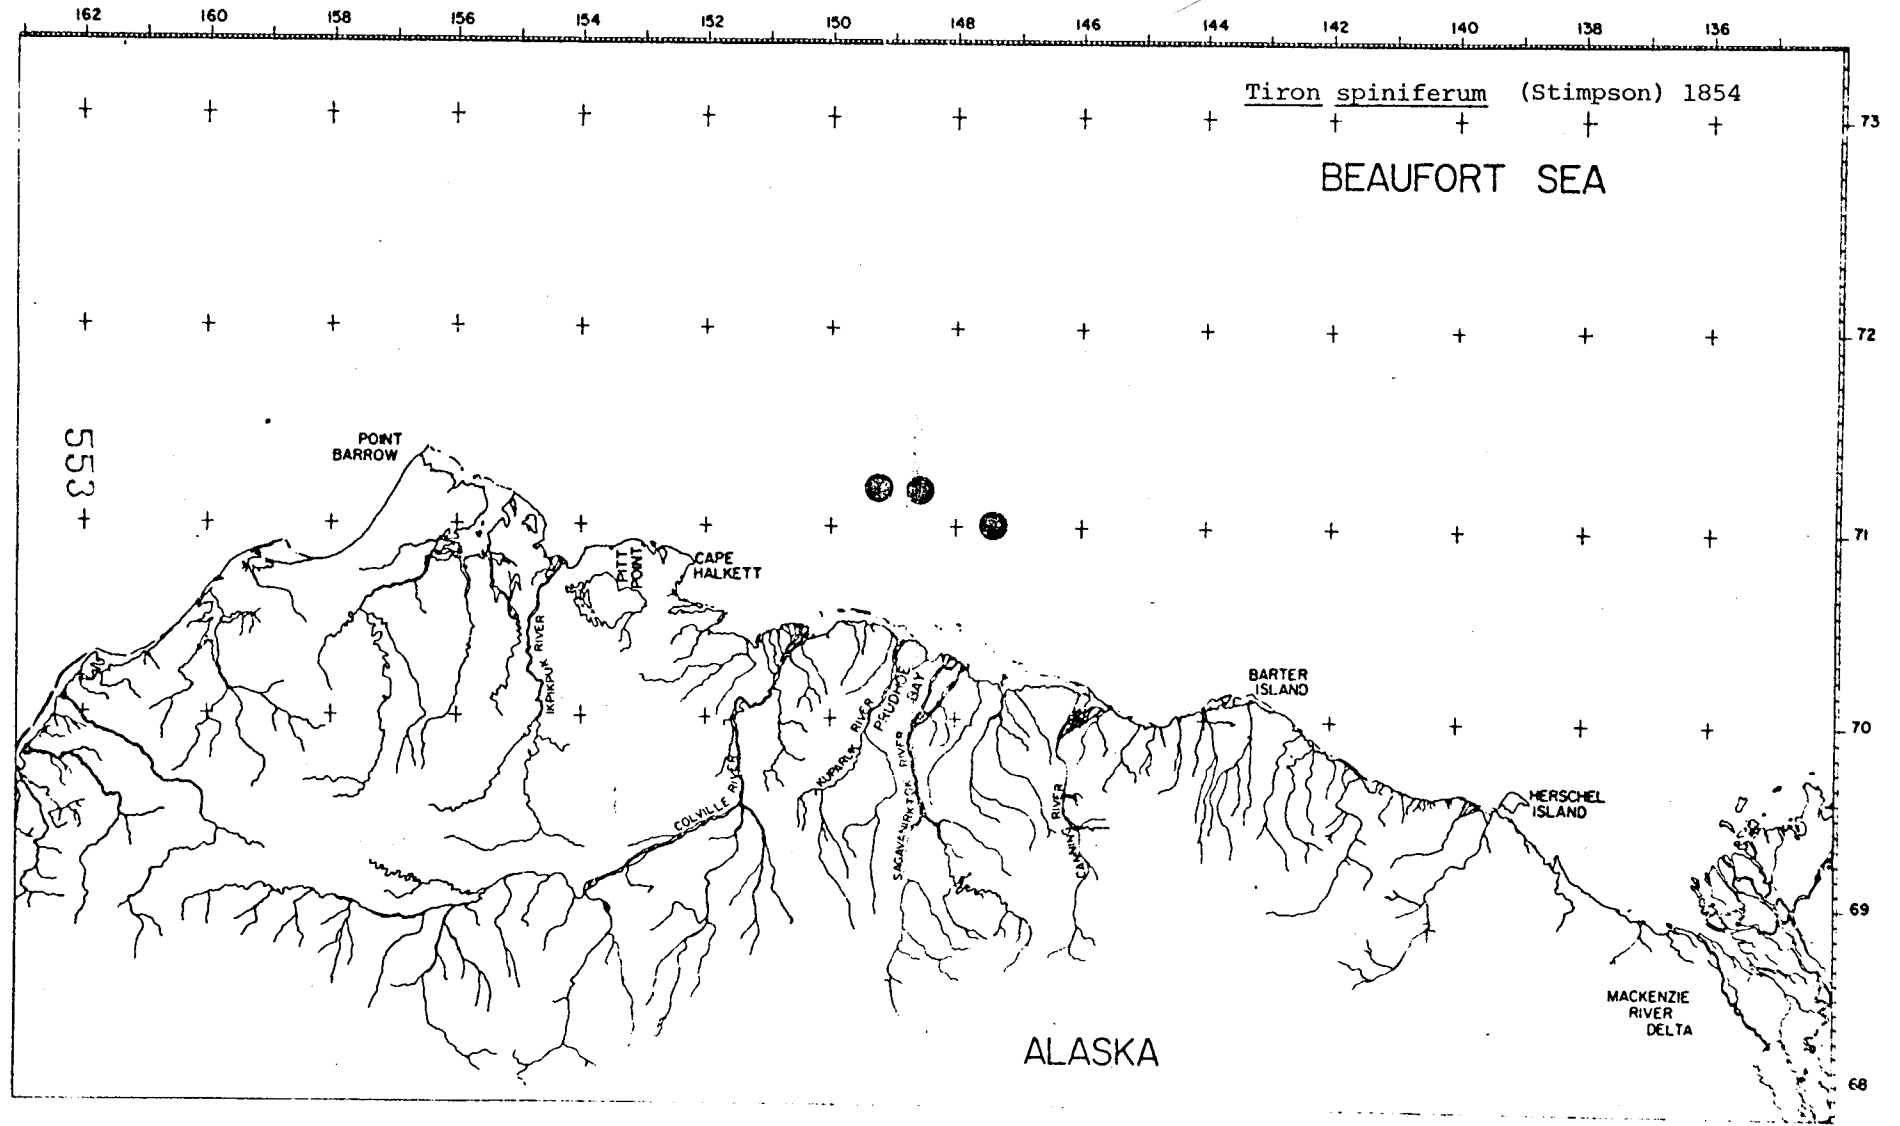 162 160 158 156 154 152 150 148 146 144 142 140 138 136
Tiron spiniferum (Stimpson) 1854
73
BEAUFORT SEA
72
553
POINT
BARROW
71
PITT
POINT
CAPE
HALKETT
IKPIKPUK RIVER
BARTER
ISLAND
PRUDHOE
BAY
KUPARUK RIVER
70
COLVILLE RIVER
SAGAVANIRKTOK RIVER
CANNING RIVER
HERSCHEL
ISLAND
69
MACKENZIE
RIVER
DELTA
ALASKA
68